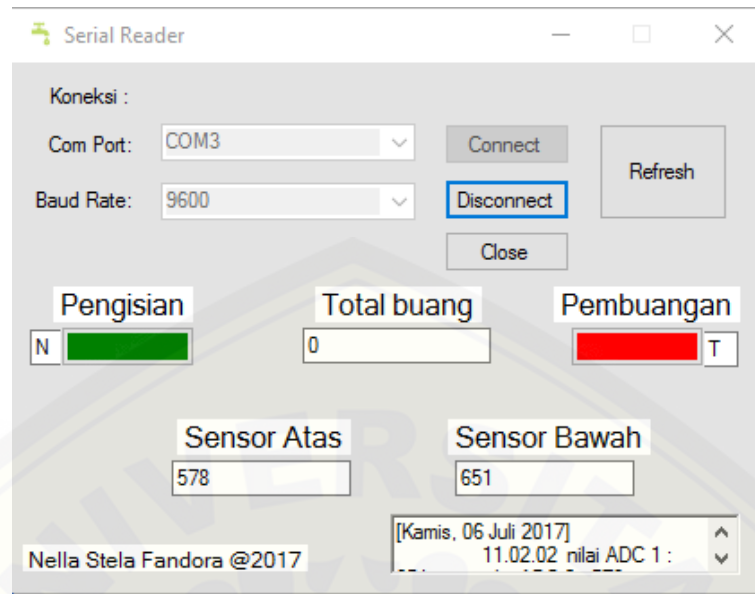 Serial Reader
Koneksi :
Com Port: COM3 Connect Refresh
Baud Rate: 9600 Disconnect
Close
Pengisian Total buang Pembuangan
N 0 T
Sensor Atas Sensor Bawah
578 651
[Kamis, 06 Juli 2017]
11.02.02 nilai ADC 1 :
Nella Stela Fandora @2017